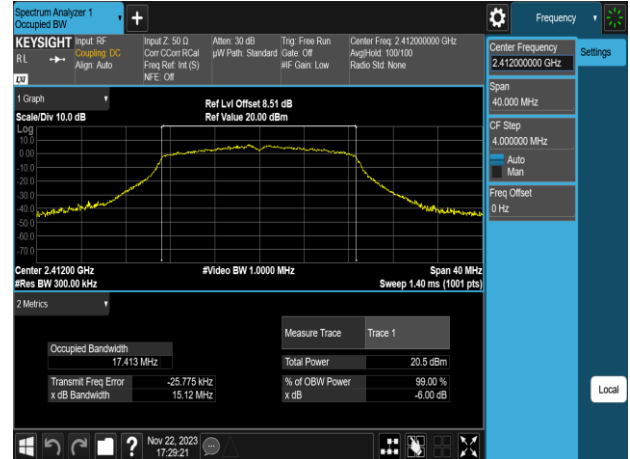 Spectrum Analyzer 1
Occupied BW
Frequency
KEYSIGHT
RL
LXI
Input: RF
Coupling: DC
Align: Auto
Input Z: 50 Ω
Corr CCorr RCal
Freq Ref: Int (S)
NFE: Off
Atten: 30 dB
µW Path: Standard
Trig: Free Run
Gate: Off
#IF Gain: Low
Center Freq: 2.412000000 GHz
Avg|Hold: 100/100
Radio Std: None
Center Frequency
2.412000000 GHz
Settings
Span
40.000 MHz
CF Step
4.000000 MHz
Auto
Man
Freq Offset
0 Hz
1 Graph
Scale/Div 10.0 dB
Ref Lvl Offset 8.51 dB
Ref Value 20.00 dBm
Log
10.0
0.00
-10.0
-20.0
-30.0
-40.0
-50.0
-60.0
-70.0
Center 2.41200 GHz
#Res BW 300.00 kHz
#Video BW 1.0000 MHz
Span 40 MHz
Sweep 1.40 ms (1001 pts)
2 Metrics
Measure Trace Trace 1
Occupied Bandwidth
17.413 MHz
Total Power 20.5 dBm
Transmit Freq Error -25.775 kHz
% of OBW Power 99.00 %
x dB Bandwidth 15.12 MHz
x dB -6.00 dB
Local
Nov 22, 2023
17:29:21